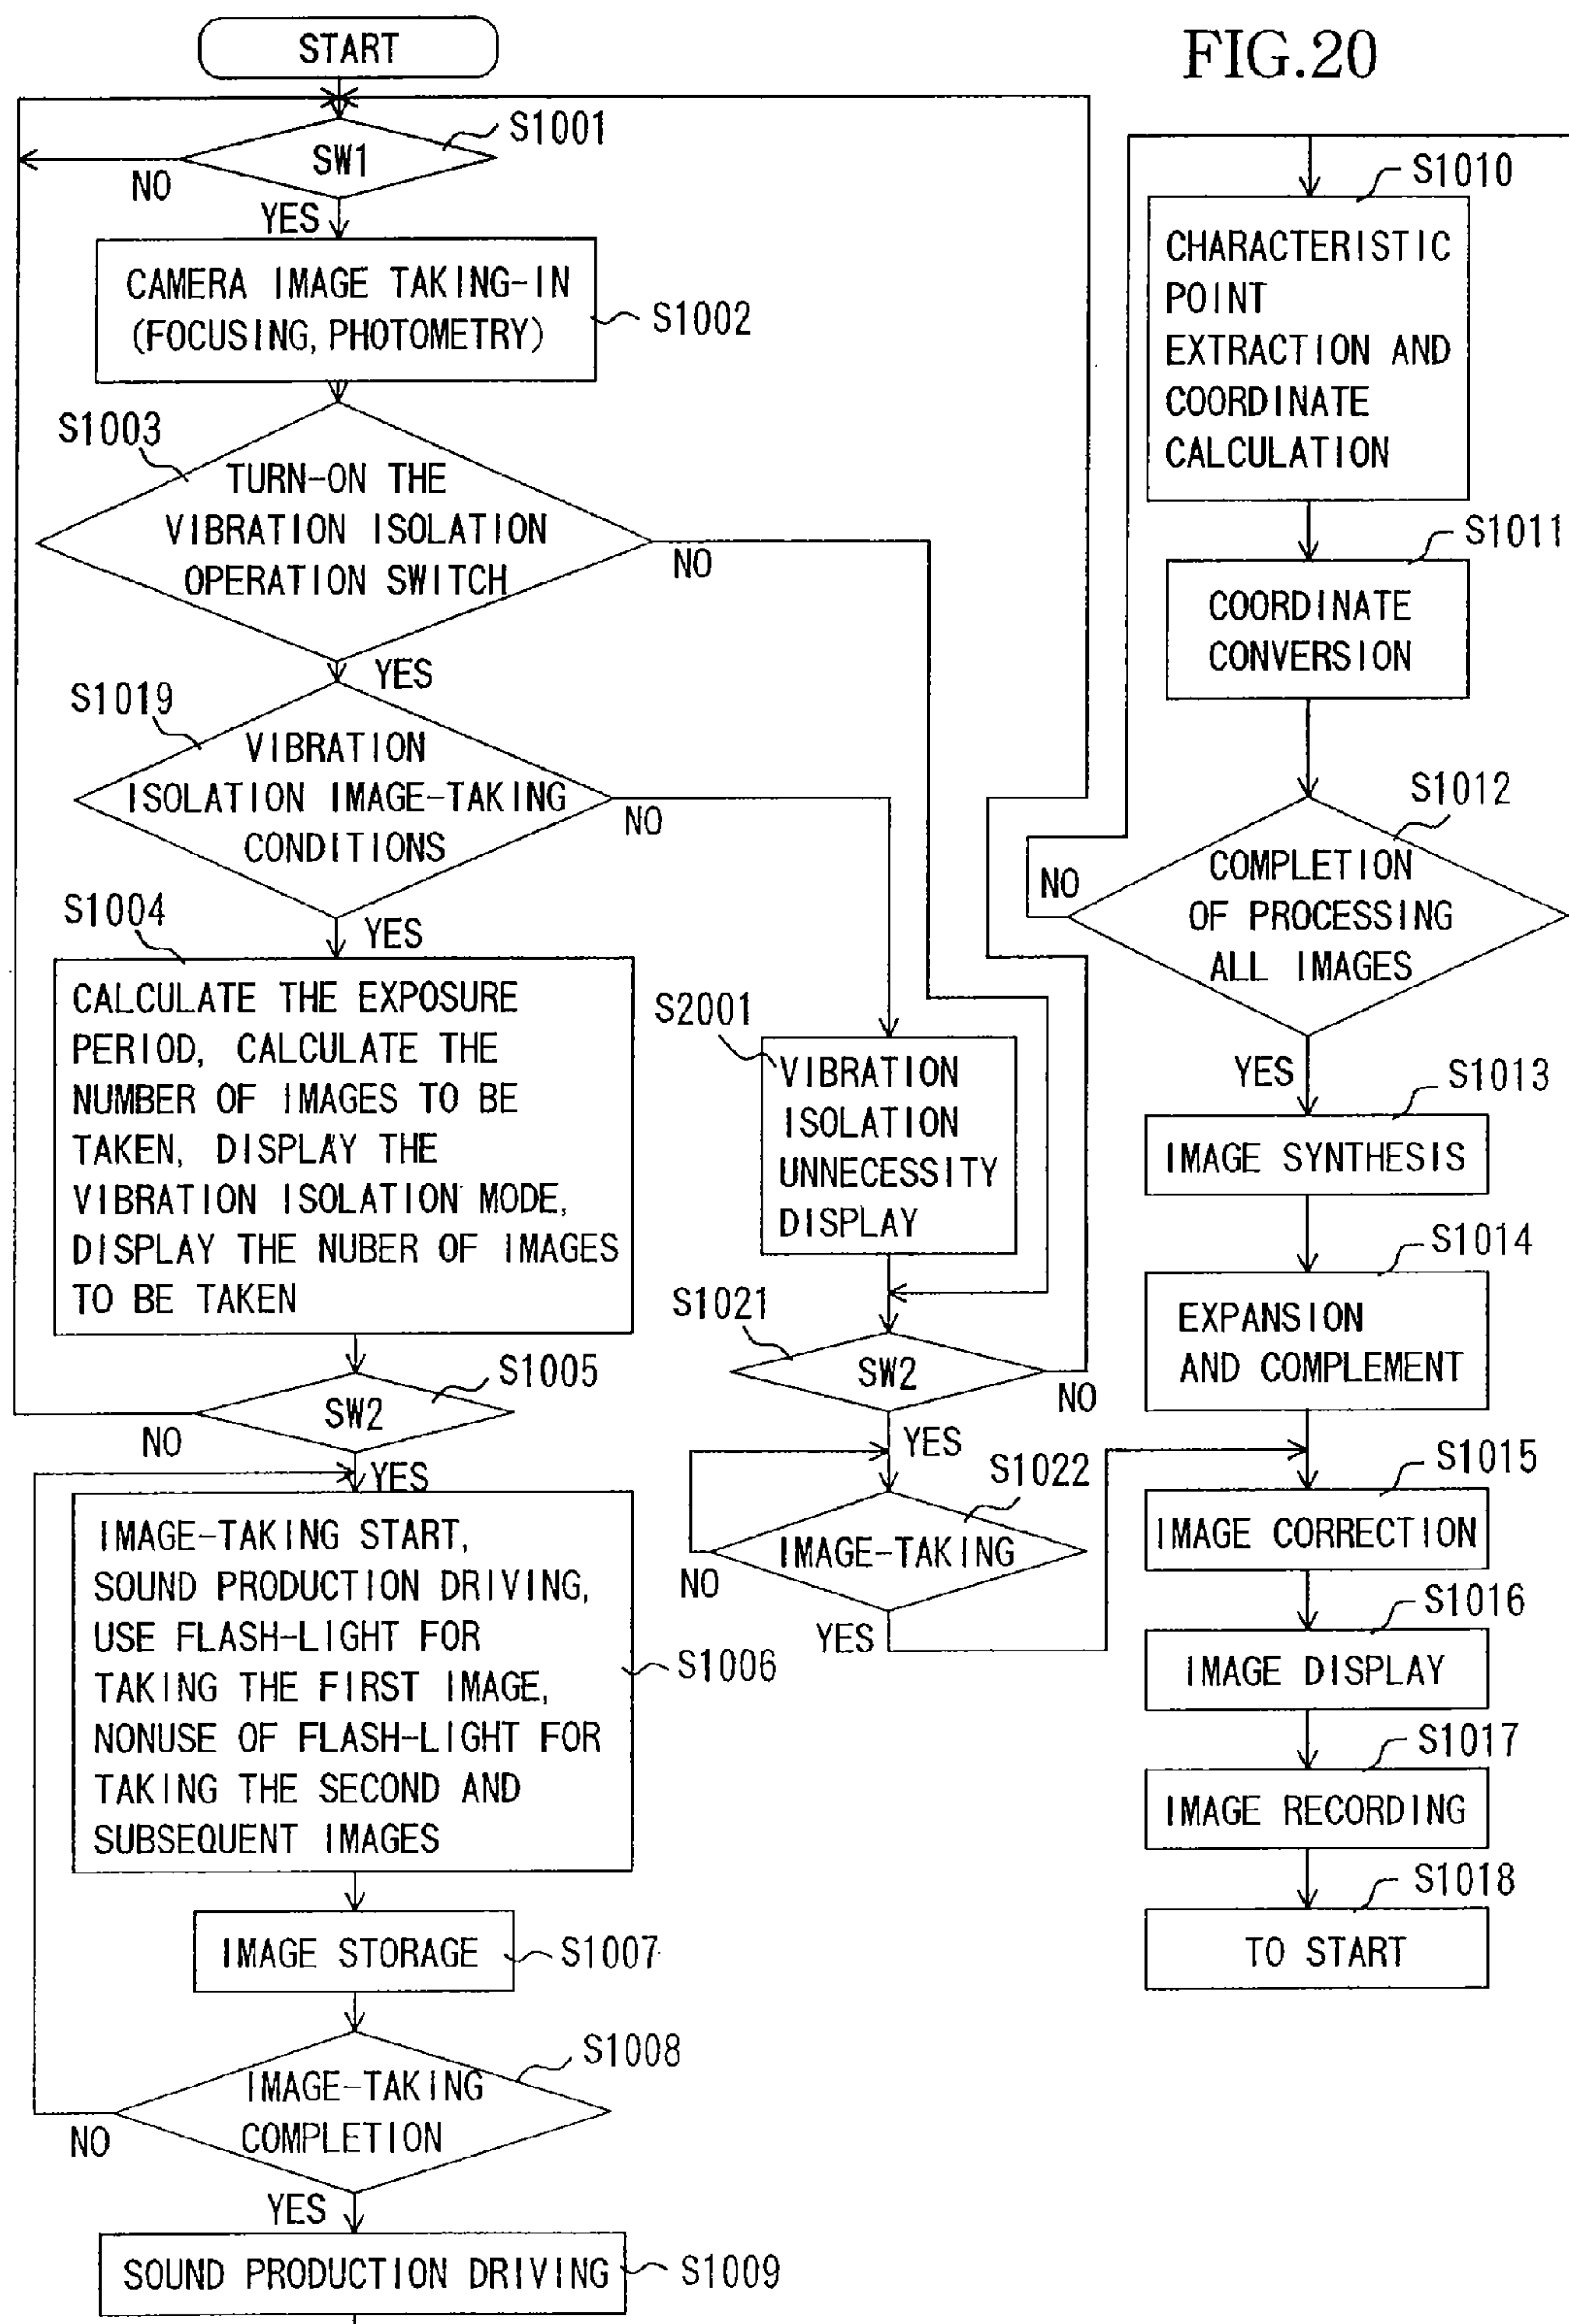 FIG.20
START
S1001
SW1
NO
YES
CAMERA IMAGE TAKING-IN
(FOCUSING, PHOTOMETRY)
S1002
S1003
TURN-ON THE
VIBRATION ISOLATION
OPERATION SWITCH
NO
YES
S1019
VIBRATION
ISOLATION IMAGE-TAKING
CONDITIONS
NO
YES
S1004
CALCULATE THE EXPOSURE
PERIOD, CALCULATE THE
NUMBER OF IMAGES TO BE
TAKEN, DISPLAY THE
VIBRATION ISOLATION MODE,
DISPLAY THE NUBER OF IMAGES
TO BE TAKEN
S1005
SW2
NO
YES
IMAGE-TAKING START,
SOUND PRODUCTION DRIVING,
USE FLASH-LIGHT FOR
TAKING THE FIRST IMAGE,
NONUSE OF FLASH-LIGHT FOR
TAKING THE SECOND AND
SUBSEQUENT IMAGES
S1006
IMAGE STORAGE
S1007
S1008
IMAGE-TAKING
COMPLETION
NO
YES
SOUND PRODUCTION DRIVING
S1009
S2001
VIBRATION
ISOLATION
UNNECESSITY
DISPLAY
S1021
SW2
NO
YES
S1022
IMAGE-TAKING
NO
YES
S1010
CHARACTERISTIC
POINT
EXTRACTION AND
COORDINATE
CALCULATION
S1011
COORDINATE
CONVERSION
S1012
COMPLETION
OF PROCESSING
ALL IMAGES
NO
YES
S1013
IMAGE SYNTHESIS
S1014
EXPANSION
AND COMPLEMENT
S1015
IMAGE CORRECTION
S1016
IMAGE DISPLAY
S1017
IMAGE RECORDING
S1018
TO START